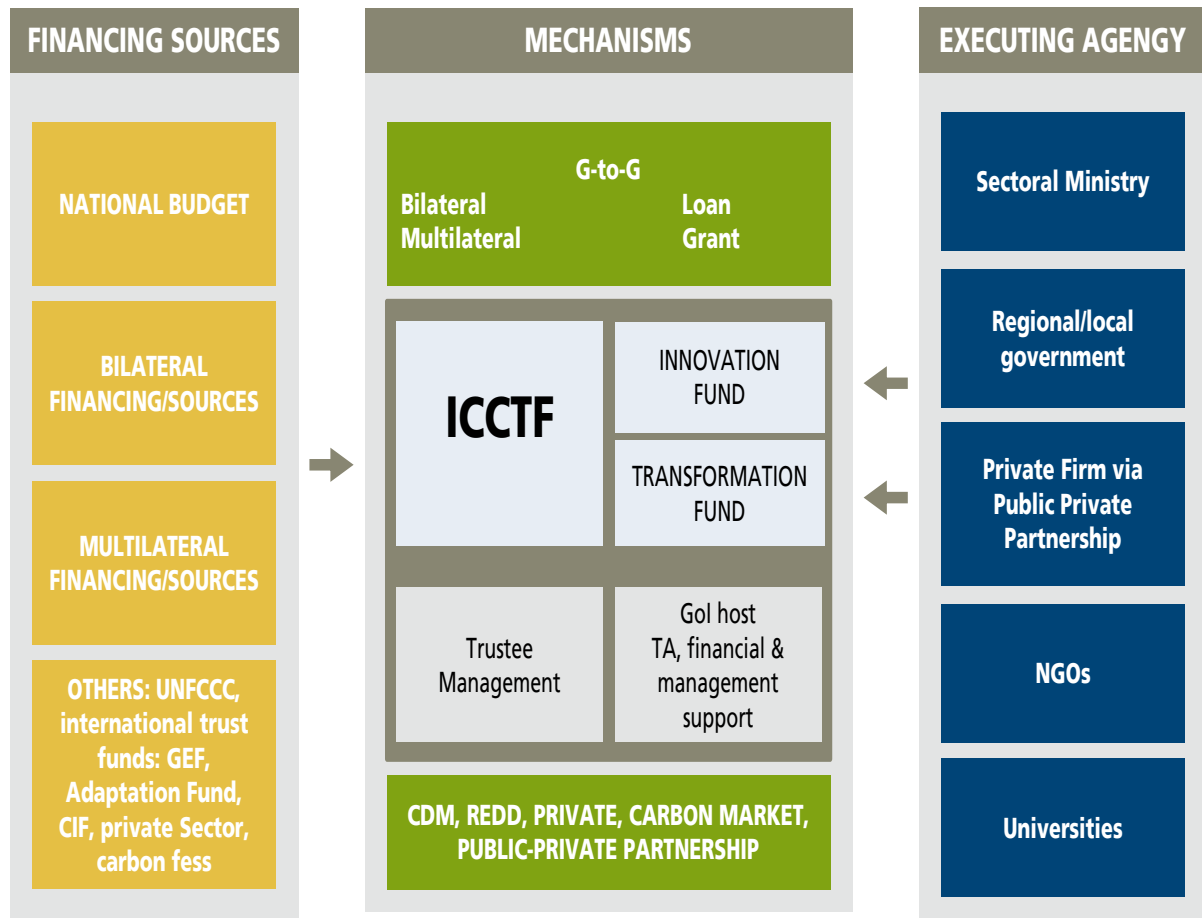 FINANCING SOURCES
NATIONAL BUDGET
BILATERAL
FINANCING/SOURCES
MULTILATERAL
FINANCING/SOURCES
OTHERS: UNFCCC,
international trust
funds: GEF,
Adaptation Fund,
CIF, private Sector,
carbon fess
MECHANISMS
G-to-G
Bilateral Loan
Multilateral Grant
ICCTF
INNOVATION
FUND
TRANSFORMATION
FUND
Trustee
Management
GoI host
TA, financial &
management
support
CDM, REDD, PRIVATE, CARBON MARKET,
PUBLIC-PRIVATE PARTNERSHIP
EXECUTING AGENGY
Sectoral Ministry
Regional/local
government
Private Firm via
Public Private
Partnership
NGOs
Universities